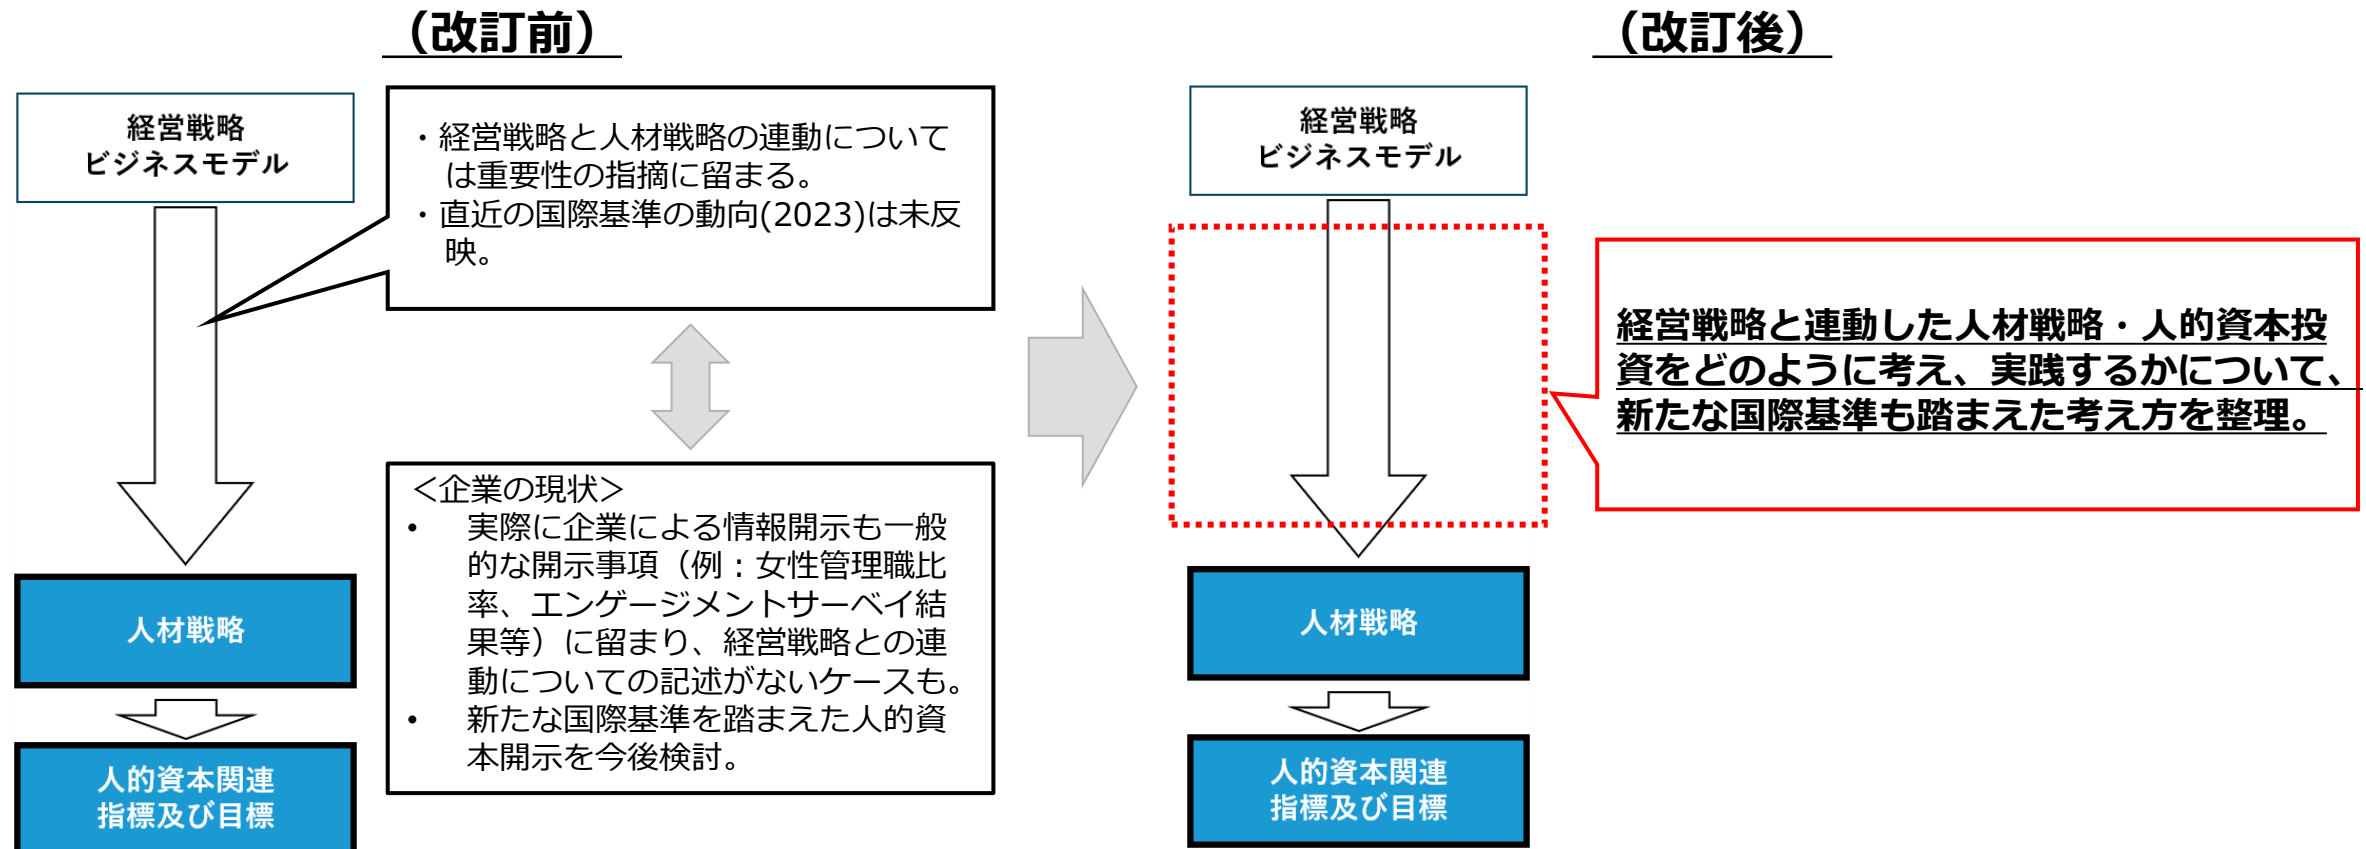 （改訂前）
経営戦略
ビジネスモデル
・経営戦略と人材戦略の連動について
は重要性の指摘に留まる。
・直近の国際基準の動向(2023)は未反
映。
＜企業の現状＞
• 実際に企業による情報開示も一般
的な開示事項（例：女性管理職比
率、エンゲージメントサーベイ結
果等）に留まり、経営戦略との連
動についての記述がないケースも。
• 新たな国際基準を踏まえた人的資
本開示を今後検討。
人材戦略
人的資本関連
指標及び目標
（改訂後）
経営戦略
ビジネスモデル
経営戦略と連動した人材戦略・人的資本投
資をどのように考え、実践するかについて、
新たな国際基準も踏まえた考え方を整理。
人材戦略
人的資本関連
指標及び目標